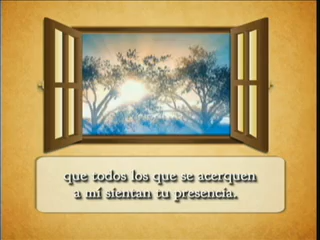 que todos los que se acerquen
a mí sientan tu presencia.